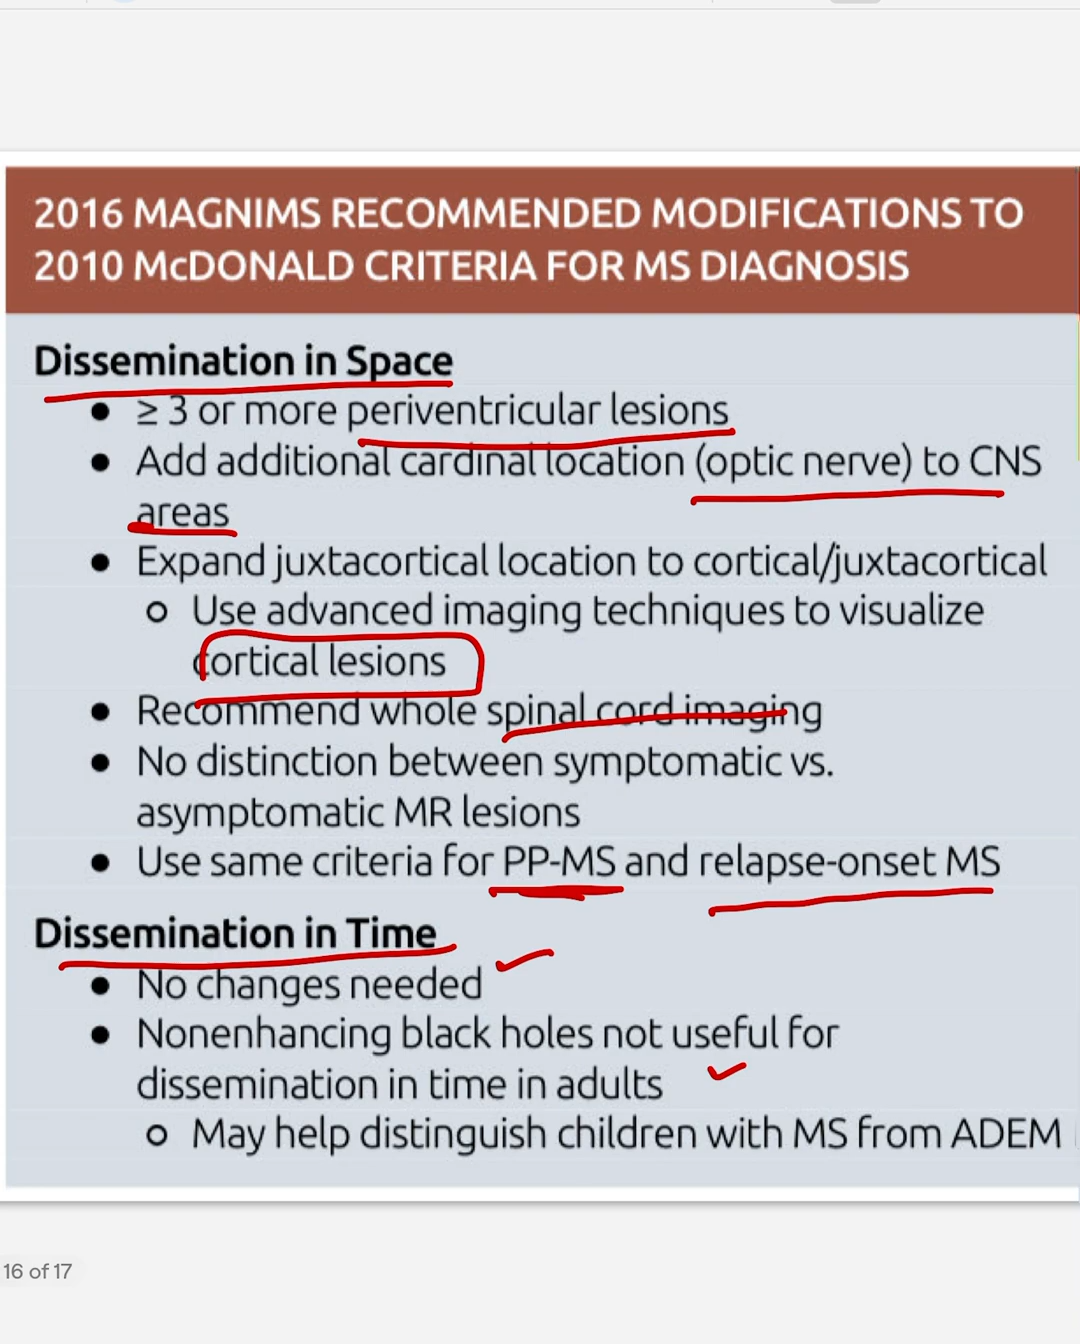 2016 MAGNIMS RECOMMENDED MODIFICATIONS TO
2010 McDONALD CRITERIA FOR MS DIAGNOSIS
Dissemination in Space
● ≥ 3 or more periventricular lesions
● Add additional cardinal location (optic nerve) to CNS
areas
● Expand juxtacortical location to cortical/juxtacortical
○ Use advanced imaging techniques to visualize
cortical lesions
● Recommend whole spinal cord imaging
● No distinction between symptomatic vs.
asymptomatic MR lesions
● Use same criteria for PP-MS and relapse-onset MS
Dissemination in Time
● No changes needed
● Nonenhancing black holes not useful for
dissemination in time in adults
○ May help distinguish children with MS from ADEM
16 of 17